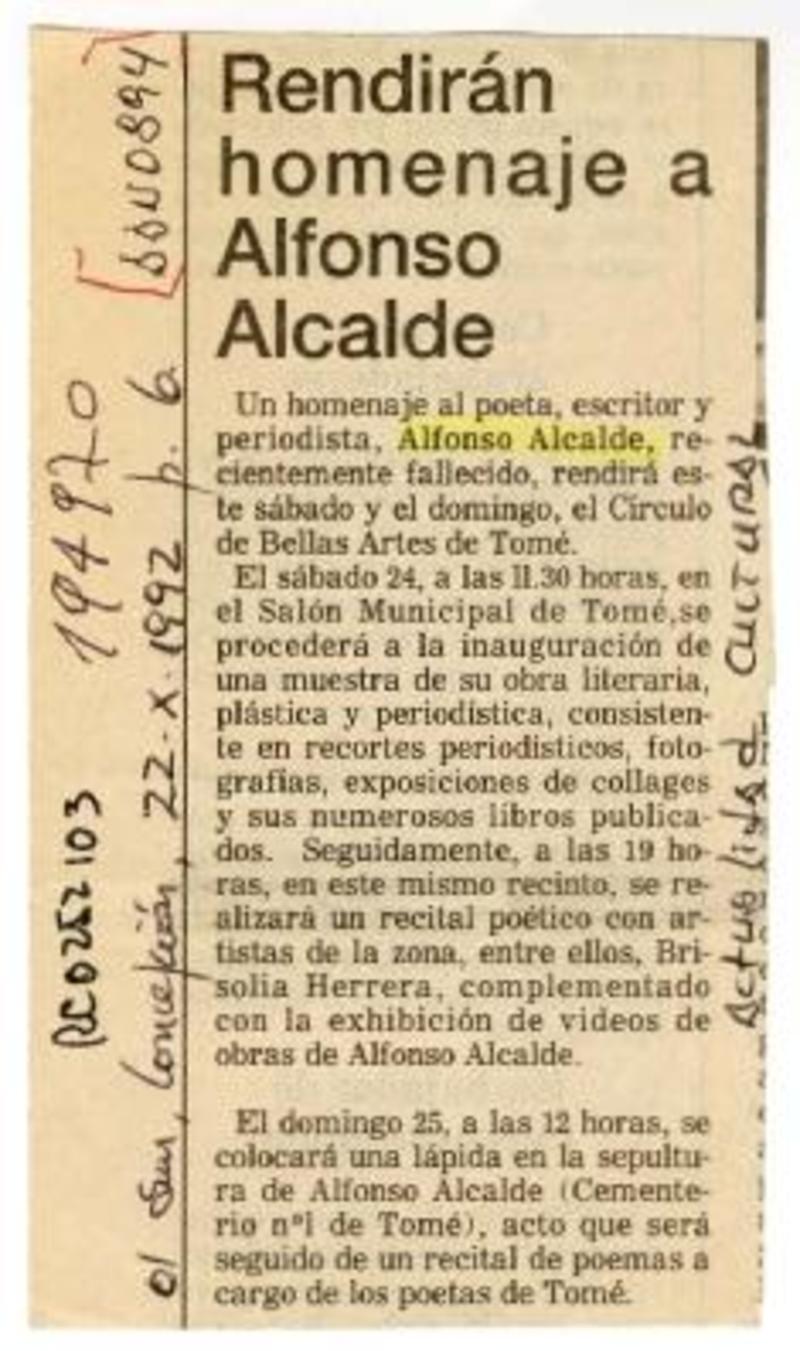 Rendirán
homenaje a
Alfonso
Alcalde
Un homenaje al poeta, escritor y
periodista, Alfonso Alcalde, re-
cientemente fallecido, rendirá es-
te sábado y el domingo, el Círculo
de Bellas Artes de Tomé.
El sábado 24, a las 11.30 horas, en
el Salón Municipal de Tomé,se
procederá a la inauguración de
una muestra de su obra literaria,
plástica y periodística, consisten-
te en recortes periodísticos, foto-
grafías, exposiciones de collages
y sus numerosos libros publica-
dos. Seguidamente, a las 19 ho-
ras, en este mismo recinto, se re-
alizará un recital poético con ar-
tistas de la zona, entre ellos, Bri-
solia Herrera, complementado
con la exhibición de videos de
obras de Alfonso Alcalde.
El domingo 25, a las 12 horas, se
colocará una lápida en la sepultu-
ra de Alfonso Alcalde (Cemente-
rio nº1 de Tomé), acto que será
seguido de un recital de poemas a
cargo de los poetas de Tomé.
194970
el Sur, Concepción, 22-X-1992 p. 6
Actualidad CULTURAL